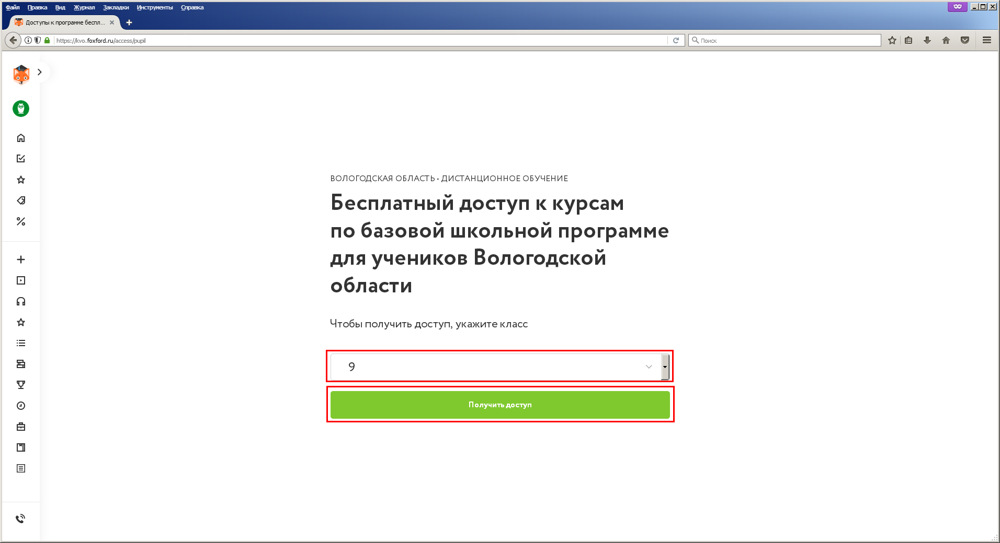 Файл Правка Вид Журнал Закладки Инструменты Справка
Доступы к программе беспл...
https://kvo.foxford.ru/access/pupil
Поиск
ВОЛОГОДСКАЯ ОБЛАСТЬ • ДИСТАНЦИОННОЕ ОБУЧЕНИЕ
Бесплатный доступ к курсам
по базовой школьной программе
для учеников Вологодской
области
Чтобы получить доступ, укажите класс
9
Получить доступ